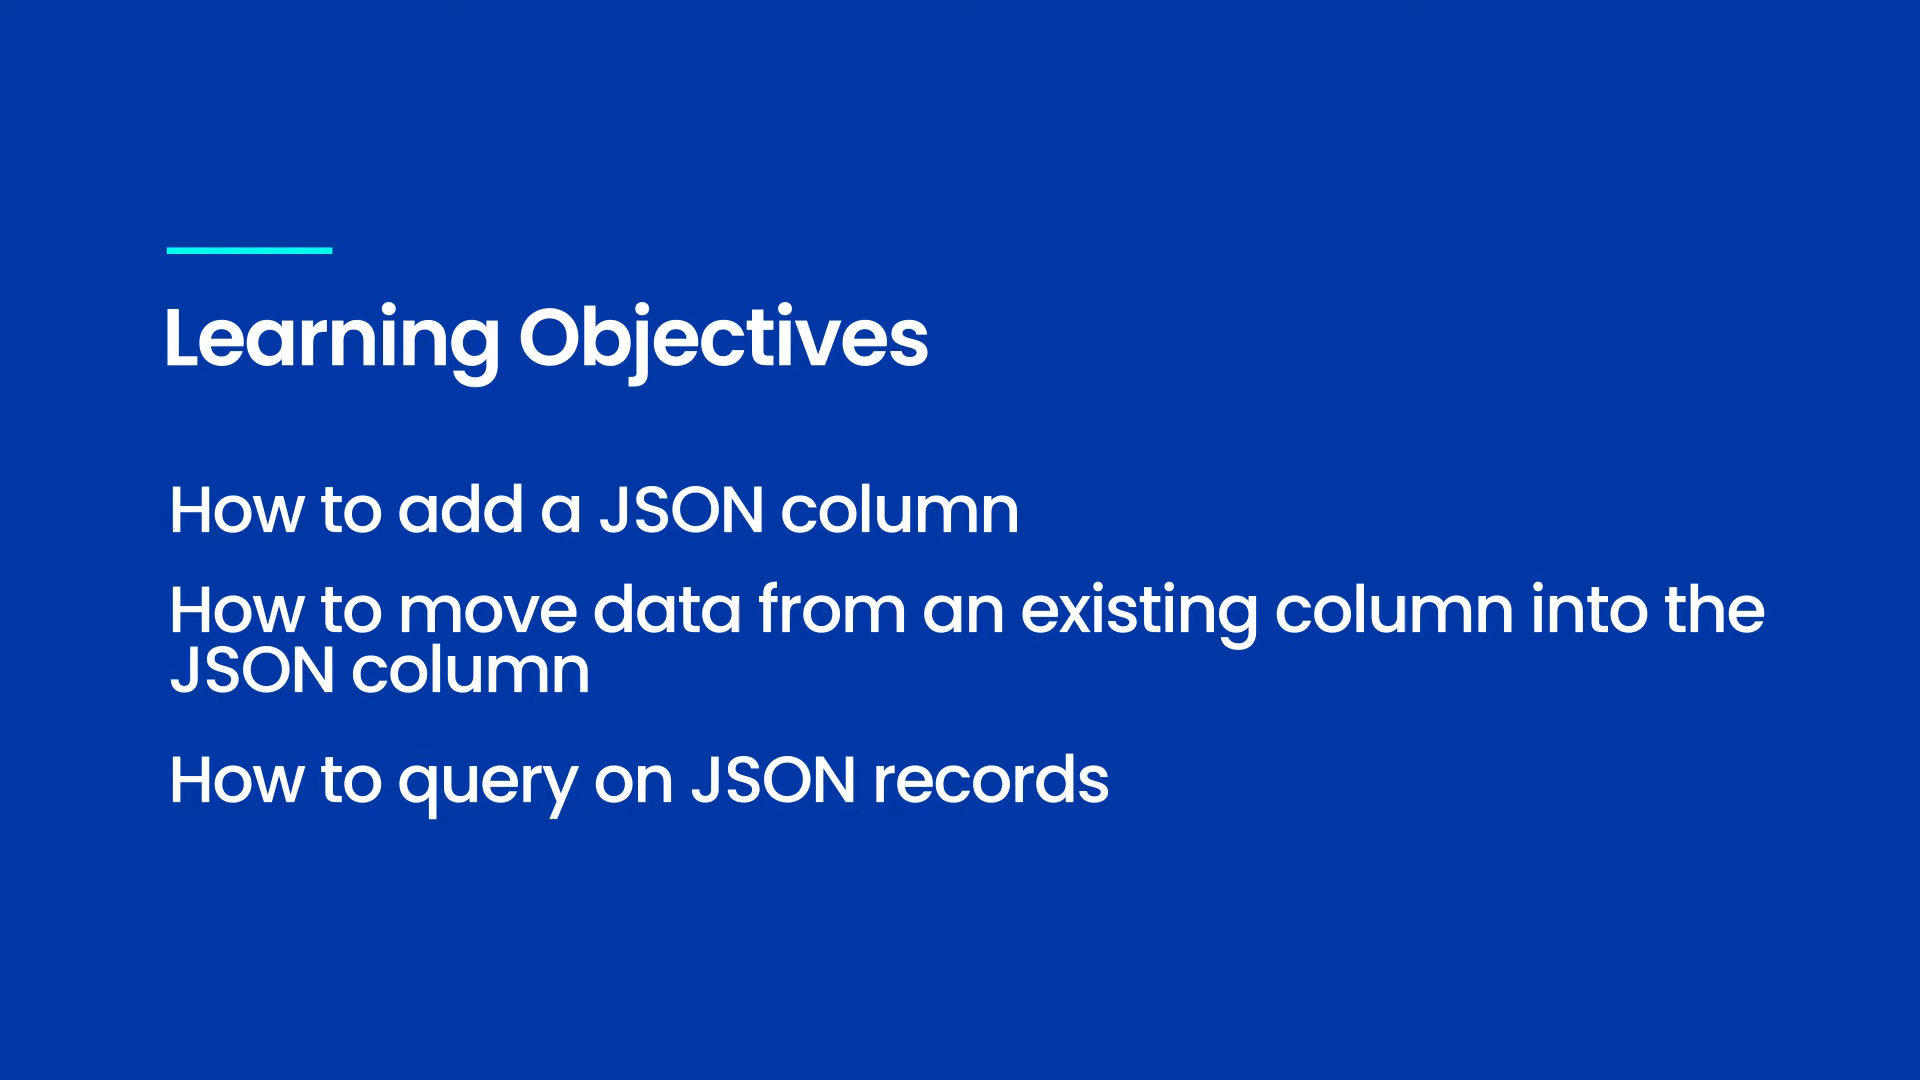 Learning Objectives
How to add a JSON column
How to move data from an existing column into the
JSON column
How to query on JSON records